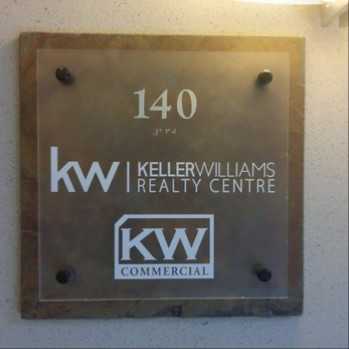 140
kw | KELLERWILLIAMS
REALTY CENTRE
KW
COMMERCIAL